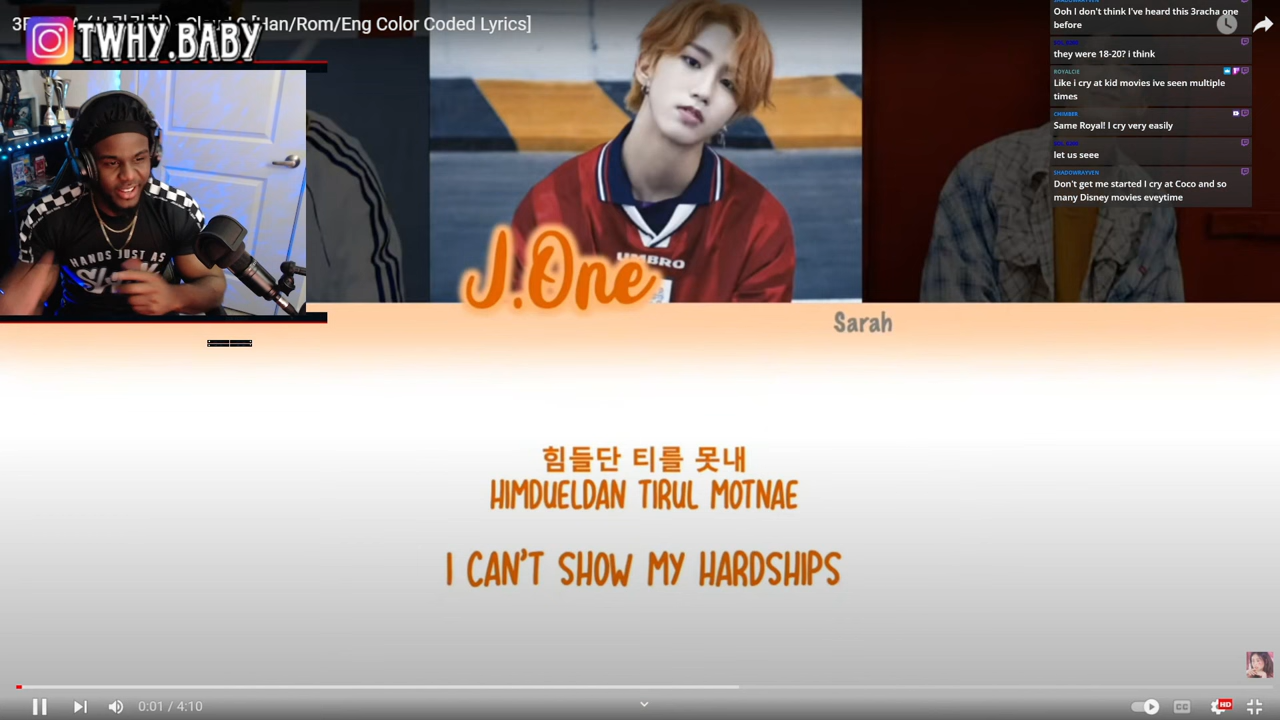 [Han/Rom/Eng Color Coded Lyrics]
TWHY.BABY
HANDS JUST AS
UMBRO
J.One
Sarah
힘들단 티를 못내
HIMDUELDAN TIRUL MOTNAE
I CAN'T SHOW MY HARDSHIPS
Ooh I don't think I've heard this 3racha one
before
they were 18-20? i think
ROYALCIE
Like i cry at kid movies ive seen multiple
times
Same Royal! I cry very easily
let us seee
SHADOWRAYVEN
Don't get me started I cry at Coco and so
many Disney movies eveytime
0:01 / 4:10
CC
HD